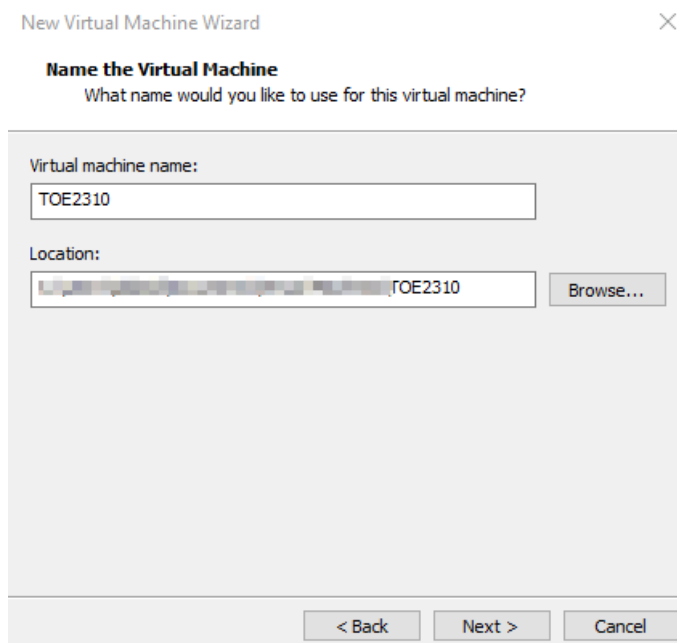 New Virtual Machine Wizard
Name the Virtual Machine
What name would you like to use for this virtual machine?
Virtual machine name:
TOE2310
Location:
TOE2310
Browse...
< Back
Next >
Cancel